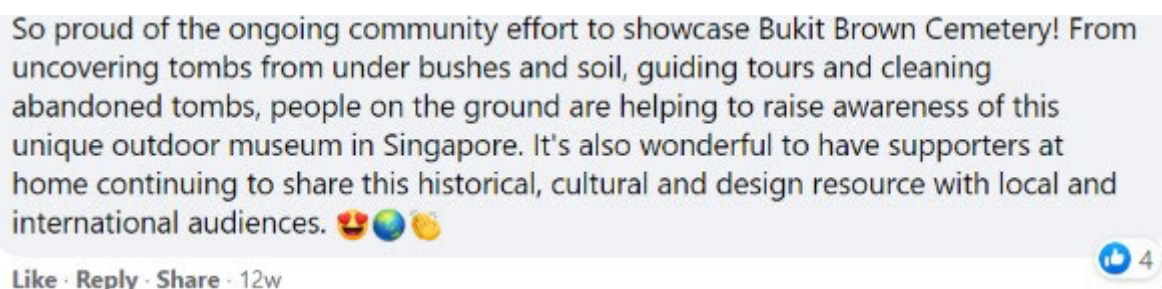 So proud of the ongoing community effort to showcase Bukit Brown Cemetery! From
uncovering tombs from under bushes and soil, guiding tours and cleaning
abandoned tombs, people on the ground are helping to raise awareness of this
unique outdoor museum in Singapore. It's also wonderful to have supporters at
home continuing to share this historical, cultural and design resource with local and
international audiences. 😍🌏👏
4
Like · Reply · Share · 12w